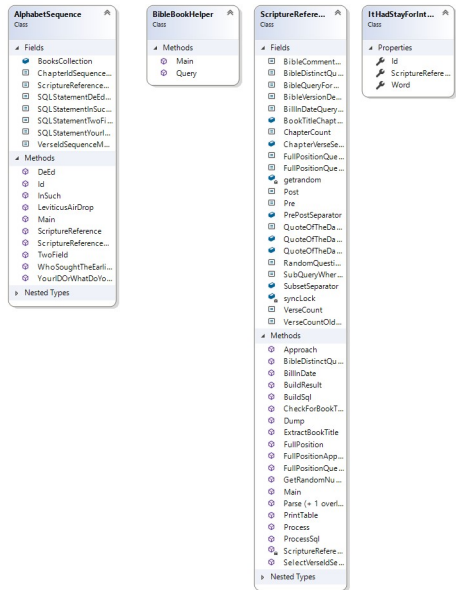 AlphabetSequence
Class
Fields
BooksCollection
ChapterIdSequence...
ScriptureReference...
SQLStatementDeEd...
SQLStatementInSuc...
SQLStatementTwoFi...
SQLStatementYourI...
VerseIdSequenceM...
Methods
DeEd
Id
InSuch
LeviticusAirDrop
Main
ScriptureReference
ScriptureReference...
TwoField
WhoSoughtTheEarli...
YourIDOrWhatDoYo...
Nested Types
BibleBookHelper
Class
Methods
Main
Query
ScriptureRefere...
Class
Fields
BibleComment...
BibleDistinctQu...
BibleQueryFor...
BibleVersionDe...
BillInDateQuery...
BookTitleChapt...
ChapterCount
ChapterVerseSe...
FullPositionQue...
FullPositionQue...
getrandom
Post
Pre
PrePostSeparator
QuoteOfTheDa...
QuoteOfTheDa...
QuoteOfTheDa...
RandomQuesti...
SubQueryWher...
SubsetSeparator
syncLock
VerseCount
VerseCountOld...
Methods
Approach
BibleDistinctQu...
BillInDate
BuildResult
BuildSql
CheckForBookT...
Dump
ExtractBookTitle
FullPosition
FullPositionApp...
FullPositionQue...
GetRandomNu...
Main
Parse (+ 1 overl...
PrintTable
Process
ProcessSql
ScriptureRefere...
SelectVerseIdSe...
Nested Types
ItHadStayForInt...
Class
Properties
Id
ScriptureRefere...
Word